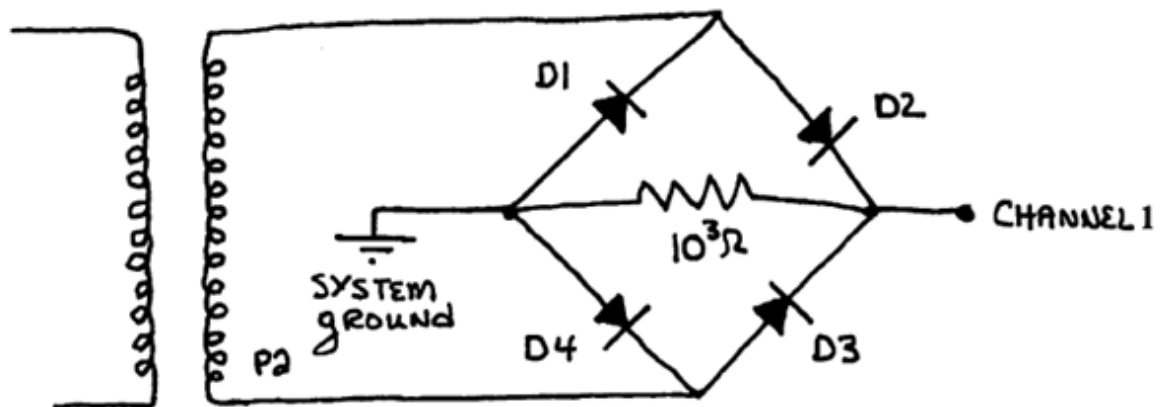 D1
D2
CHANNEL 1
10³Ω
SYSTEM
gROUND
P2
D4
D3